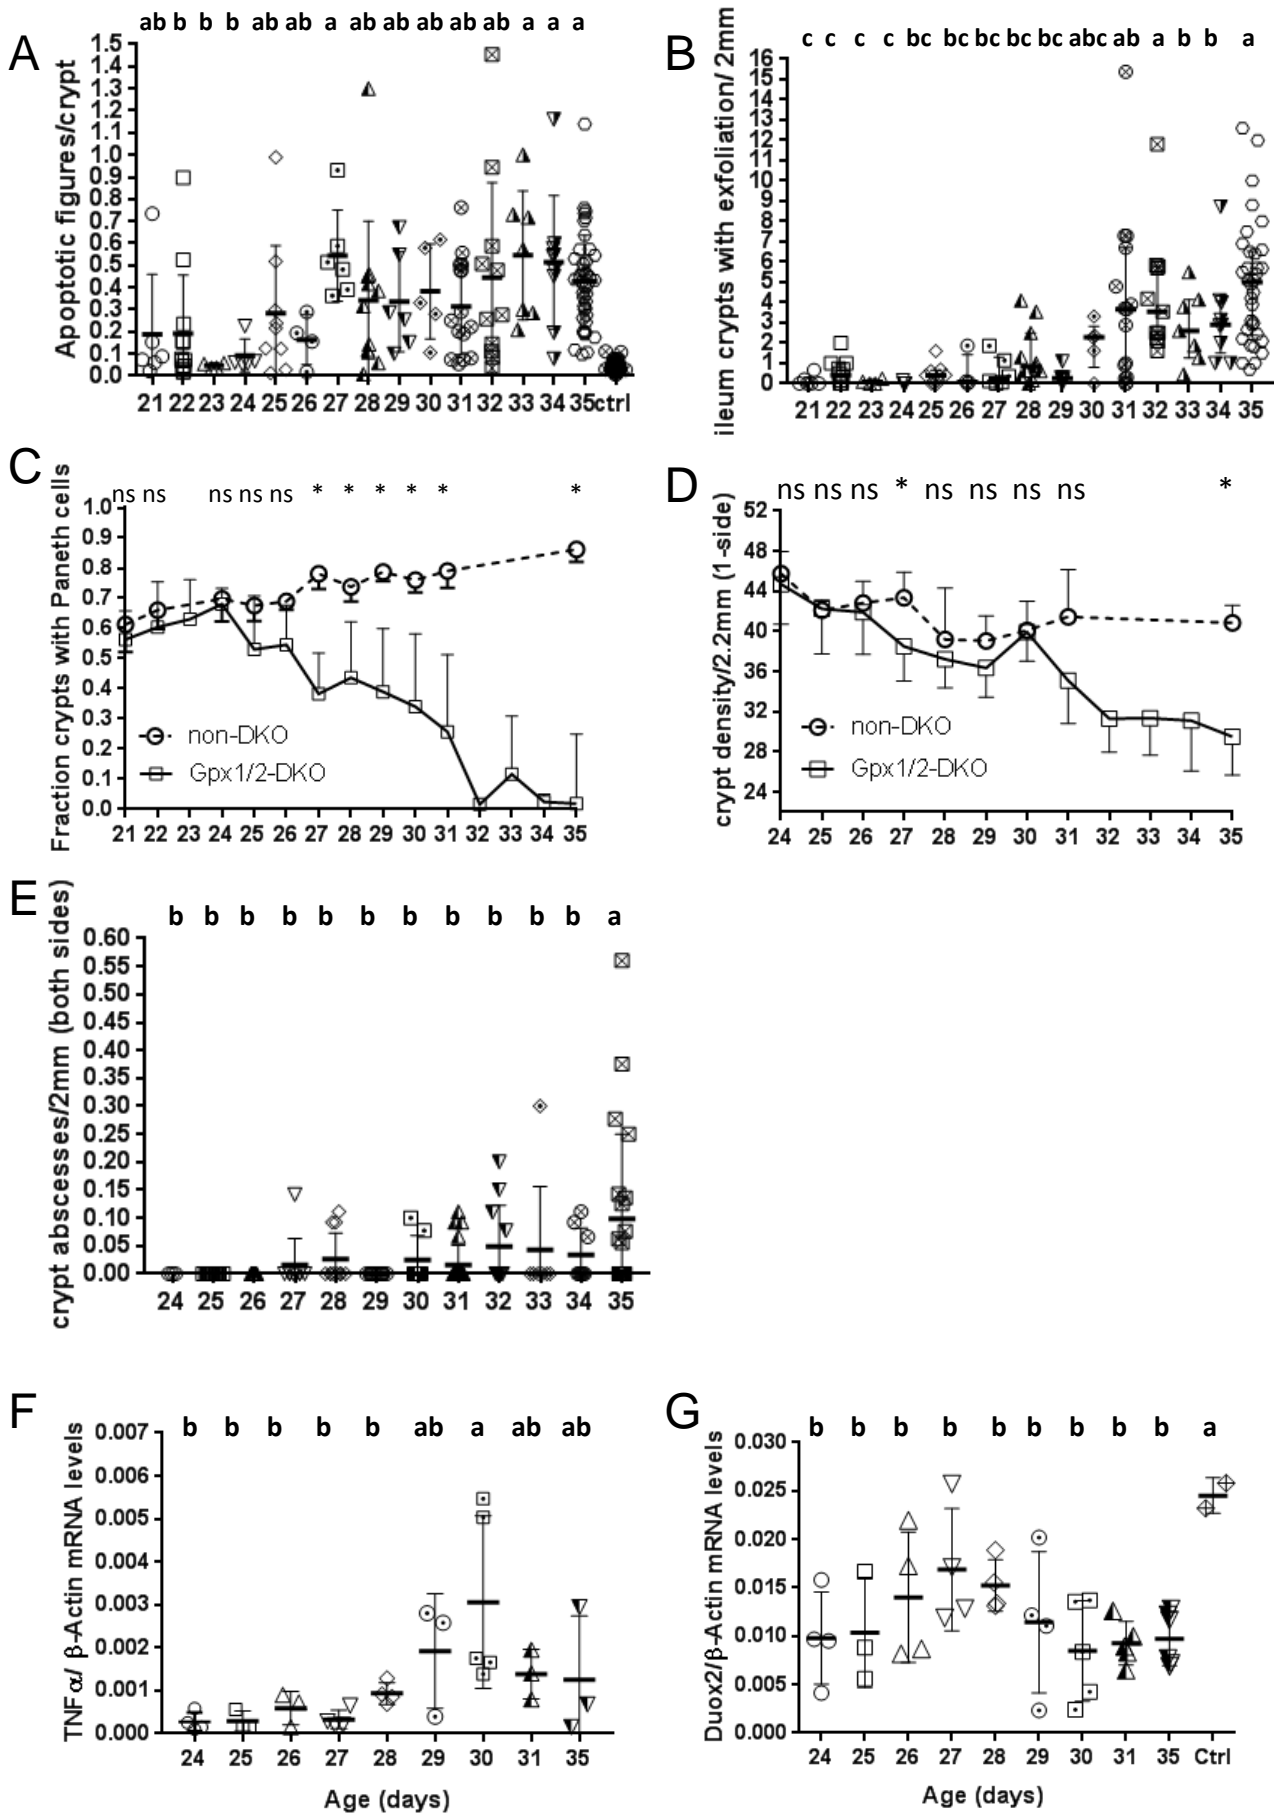 A
ab b b b ab ab a ab ab ab ab ab a a a
Apoptotic figures/crypt
1.5
1.4
1.3
1.2
1.1
1.0
0.9
0.8
0.7
0.6
0.5
0.4
0.3
0.2
0.1
0.0
21 22 23 24 25 26 27 28 29 30 31 32 33 34 35 ctrl
B
c c c c bc bc bc bc bc abc ab a b b a
ileum crypts with exfoliation/ 2mm
16
15
14
13
12
11
10
9
8
7
6
5
4
3
2
1
0
21 22 23 24 25 26 27 28 29 30 31 32 33 34 35
C
ns ns ns ns ns * * * * * *
Fraction crypts with Paneth cells
1.0
0.9
0.8
0.7
0.6
0.5
0.4
0.3
0.2
0.1
0.0
non-DKO
Gpx1/2-DKO
21 22 23 24 25 26 27 28 29 30 31 32 33 34 35
D
ns ns ns * ns ns ns ns *
crypt density/2.2mm (1-side)
52
48
44
40
36
32
28
24
non-DKO
Gpx1/2-DKO
24 25 26 27 28 29 30 31 32 33 34 35
E
b b b b b b b b b b b a
crypt abscesses/2mm (both sides)
0.60
0.55
0.50
0.45
0.40
0.35
0.30
0.25
0.20
0.15
0.10
0.05
0.00
24 25 26 27 28 29 30 31 32 33 34 35
F
b b b b b ab a ab ab
TNFα/ β-Actin mRNA levels
0.007
0.006
0.005
0.004
0.003
0.002
0.001
0.000
24 25 26 27 28 29 30 31 35
Age (days)
G
b b b b b b b b b a
Duox2/β-Actin mRNA levels
0.030
0.025
0.020
0.015
0.010
0.005
0.000
24 25 26 27 28 29 30 31 35 Ctrl
Age (days)